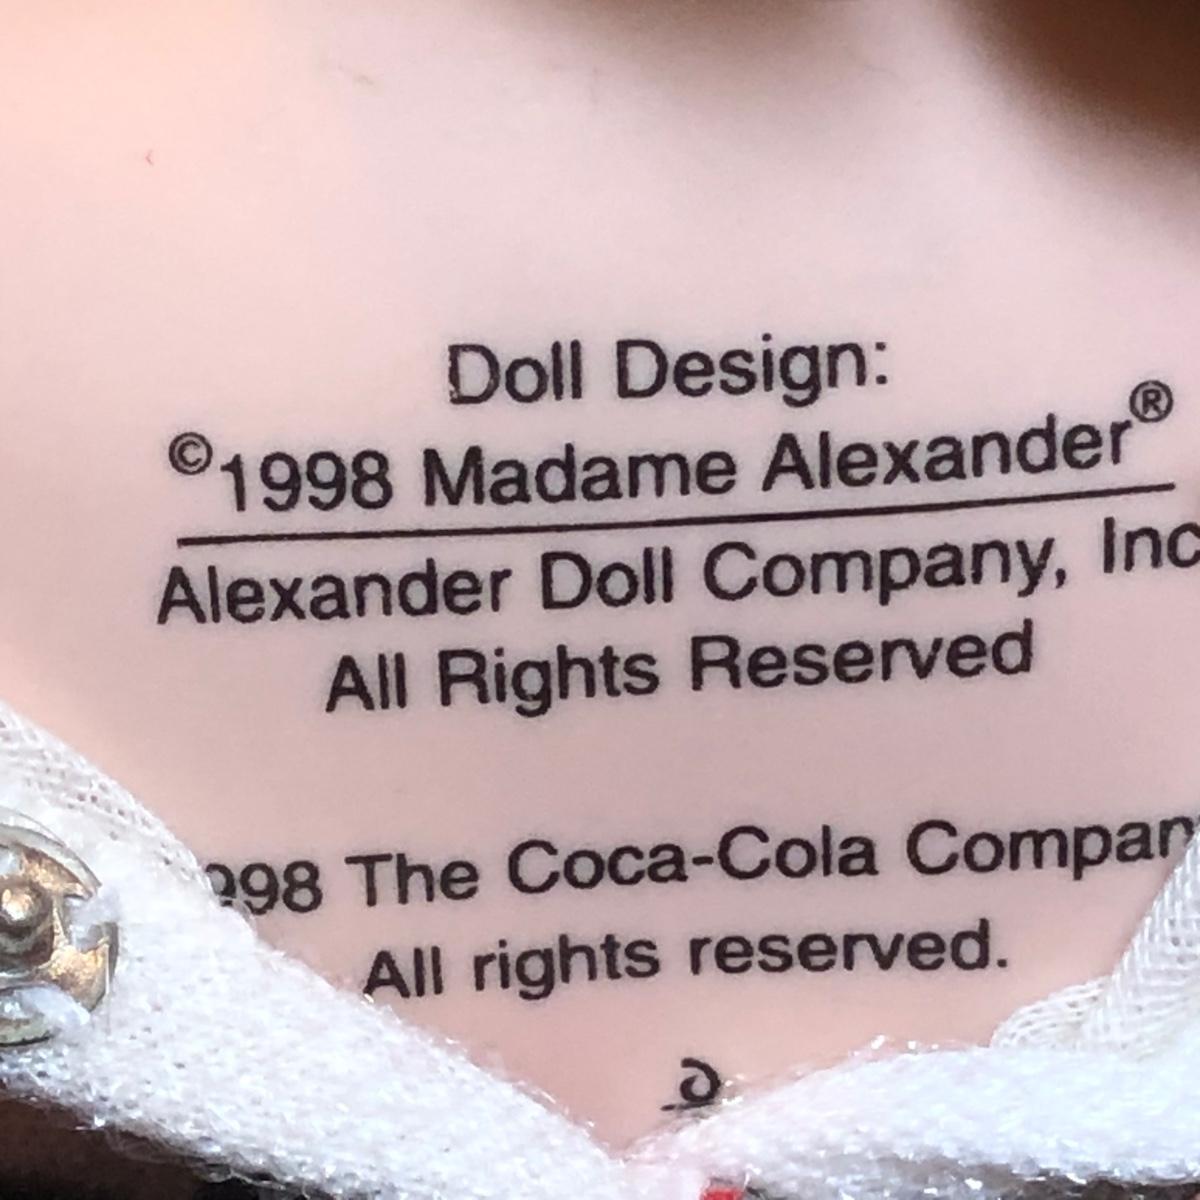 Doll Design:
©1998 Madame Alexander®
Alexander Doll Company, Inc
All Rights Reserved
998 The Coca-Cola Compan
All rights reserved.